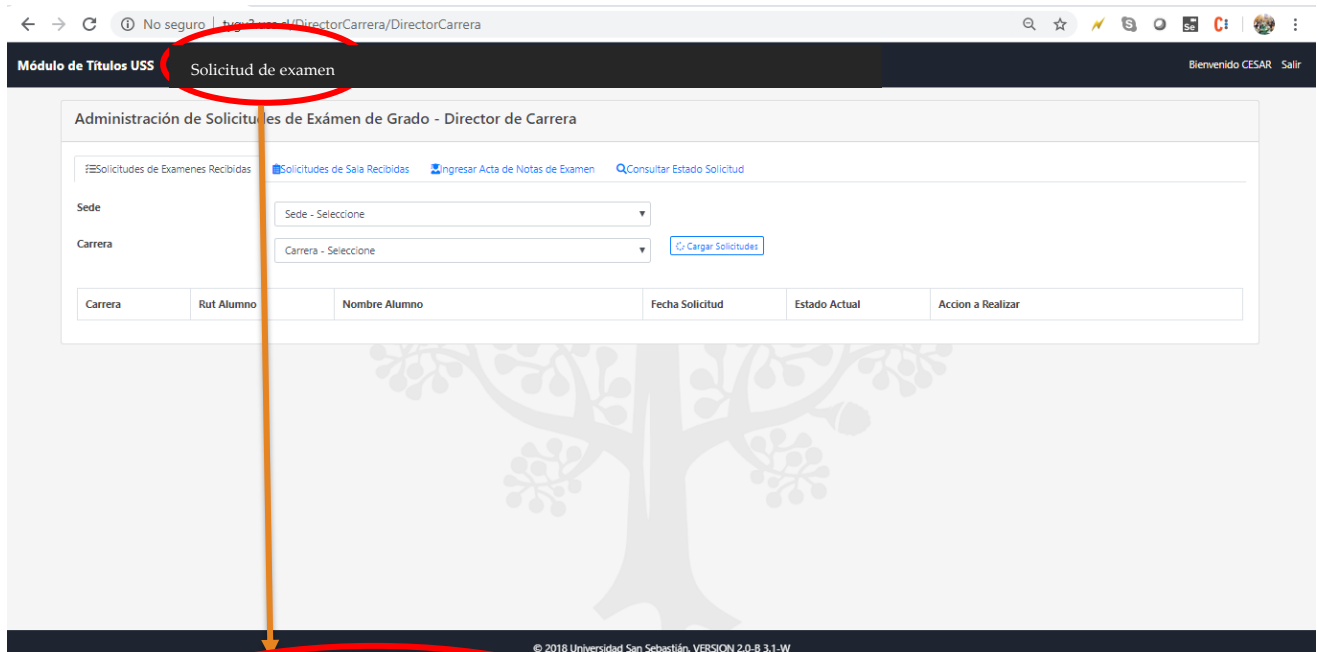 No seguro | tygv2.uss.cl/DirectorCarrera/DirectorCarrera
Módulo de Títulos USS Solicitud de examen Bienvenido CESAR Salir
Administración de Solicitudes de Exámen de Grado - Director de Carrera
Solicitudes de Examenes Recibidas Solicitudes de Sala Recibidas Ingresar Acta de Notas de Examen Consultar Estado Solicitud
Sede Sede - Seleccione
Carrera Carrera - Seleccione Cargar Solicitudes
Carrera Rut Alumno Nombre Alumno Fecha Solicitud Estado Actual Accion a Realizar
© 2018 Universidad San Sebastián, VERSION 2.0-B 3.1-W